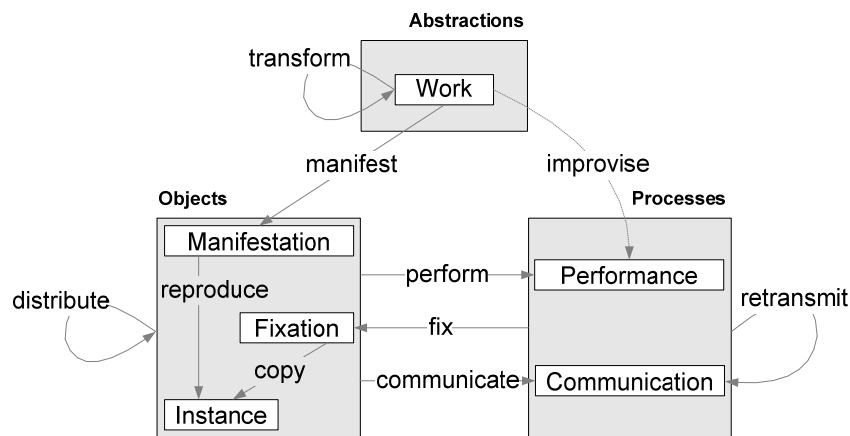 Abstractions
transform
Work
manifest
improvise
Objects
Processes
Manifestation
perform
Performance
reproduce
distribute
retransmit
Fixation
fix
copy
communicate
Communication
Instance